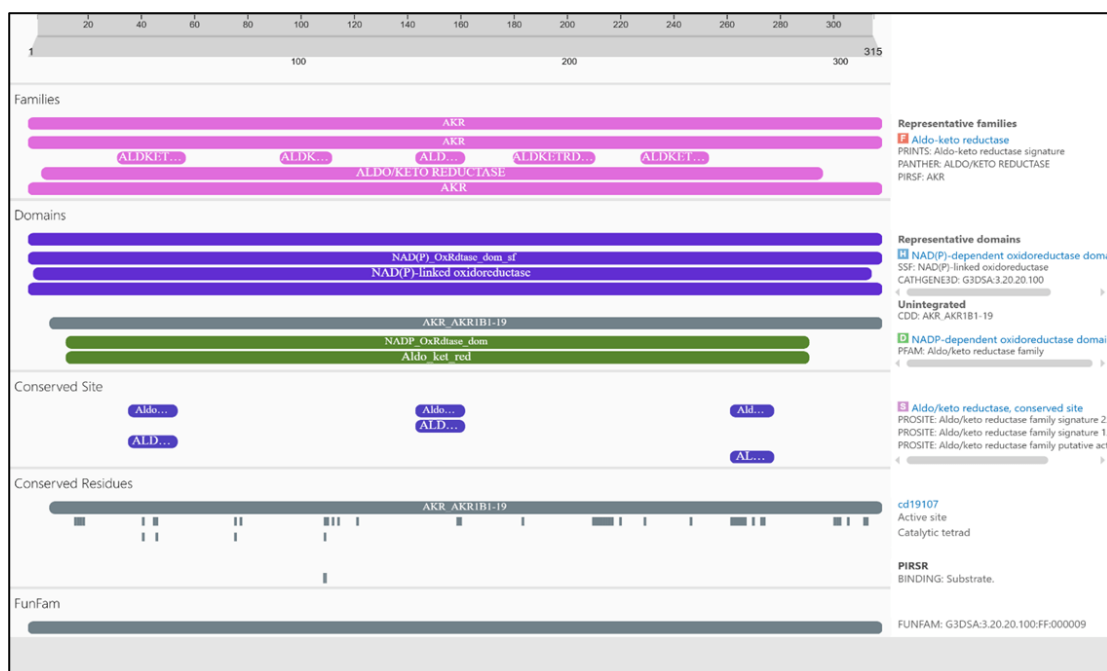 20 40 60 80 100 120 140 160 180 200 220 240 260 280 300
1 315
100 200 300
Families
AKR
Representative families
AKR
F Aldo-keto reductase
ALDKET... ALDK... ALD... ALDKETRD... ALDKET...
PRINTS: Aldo-keto reductase signature
ALDO/KETO REDUCTASE
PANTHER: ALDO/KETO REDUCTASE
AKR
PIRSF: AKR
Domains
Representative domains
NAD(P)_OxRdtase_dom_sf
H NAD(P)-dependent oxidoreductase doma
NAD(P)-linked oxidoreductase
SSF: NAD(P)-linked oxidoreductase
CATHGENE3D: G3DSA:3.20.20.100
Unintegrated
AKR_AKR1B1-19
CDD: AKR_AKR1B1-19
NADP_OxRdtase_dom
D NADP-dependent oxidoreductase domai
Aldo_ket_red
PFAM: Aldo/keto reductase family
Conserved Site
Aldo... Aldo... Ald...
S Aldo/keto reductase, conserved site
ALD...
PROSITE: Aldo/keto reductase family signature 2.
ALD...
PROSITE: Aldo/keto reductase family signature 1.
AL...
PROSITE: Aldo/keto reductase family putative act
Conserved Residues
AKR_AKR1B1-19
cd19107
Active site
Catalytic tetrad
PIRSR
BINDING: Substrate.
FunFam
FUNFAM: G3DSA:3.20.20.100:FF:000009